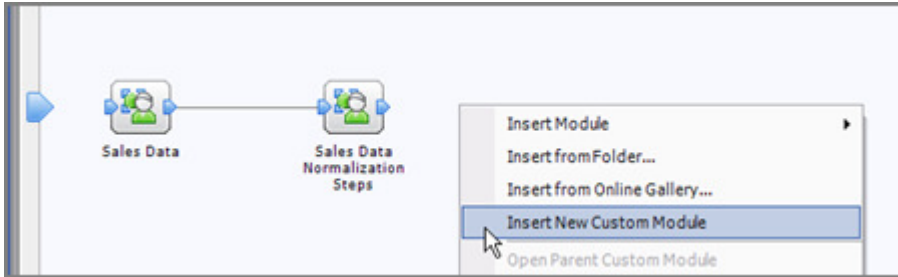 Sales Data
Sales Data
Normalization
Steps
Insert Module
Insert from Folder...
Insert from Online Gallery...
Insert New Custom Module
Open Parent Custom Module